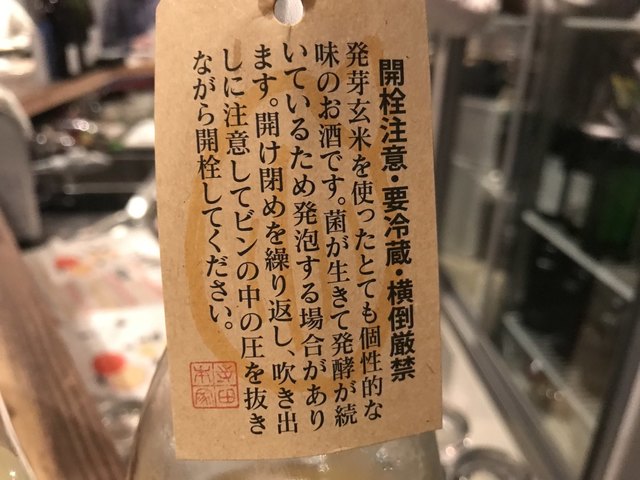 開栓注意・要冷蔵・横倒厳禁
発芽玄米を使ったとても個性的な
味のお酒です。菌が生きて発酵が続
いているため発泡する場合があり
ます。開け閉めを繰り返し、吹き出
しに注意してビンの中の圧を抜き
ながら開栓してください。
寺田
本家